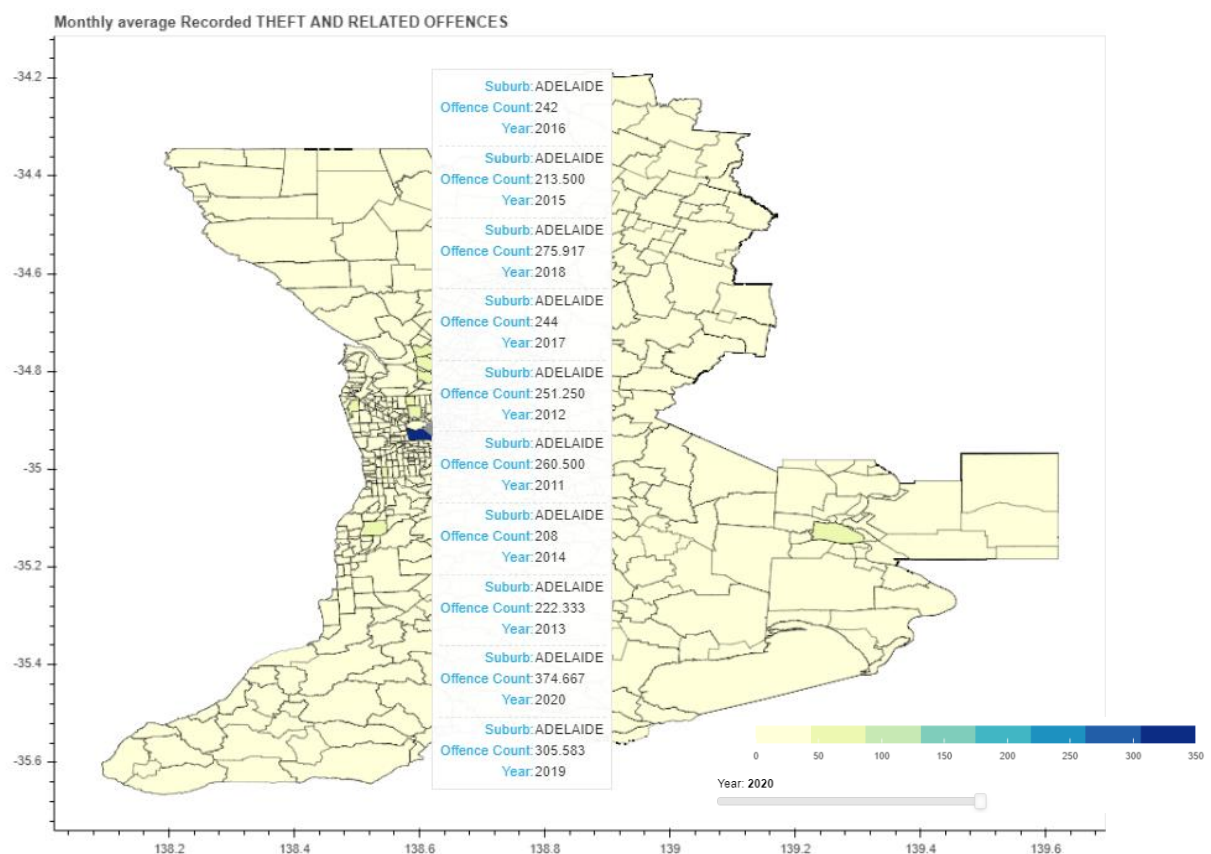 Monthly average Recorded THEFT AND RELATED OFFENCES
-34.2
-34.4
-34.6
-34.8
-35
-35.2
-35.4
-35.6
Suburb: ADELAIDE
Offence Count: 242
Year: 2016
Suburb: ADELAIDE
Offence Count: 213.500
Year: 2015
Suburb: ADELAIDE
Offence Count: 275.917
Year: 2018
Suburb: ADELAIDE
Offence Count: 244
Year: 2017
Suburb: ADELAIDE
Offence Count: 251.250
Year: 2012
Suburb: ADELAIDE
Offence Count: 260.500
Year: 2011
Suburb: ADELAIDE
Offence Count: 208
Year: 2014
Suburb: ADELAIDE
Offence Count: 222.333
Year: 2013
Suburb: ADELAIDE
Offence Count: 374.667
Year: 2020
Suburb: ADELAIDE
Offence Count: 305.583
Year: 2019
0 50 100 150 200 250 300 350
Year: 2020
138.2 138.4 138.6 138.8 139 139.2 139.4 139.6